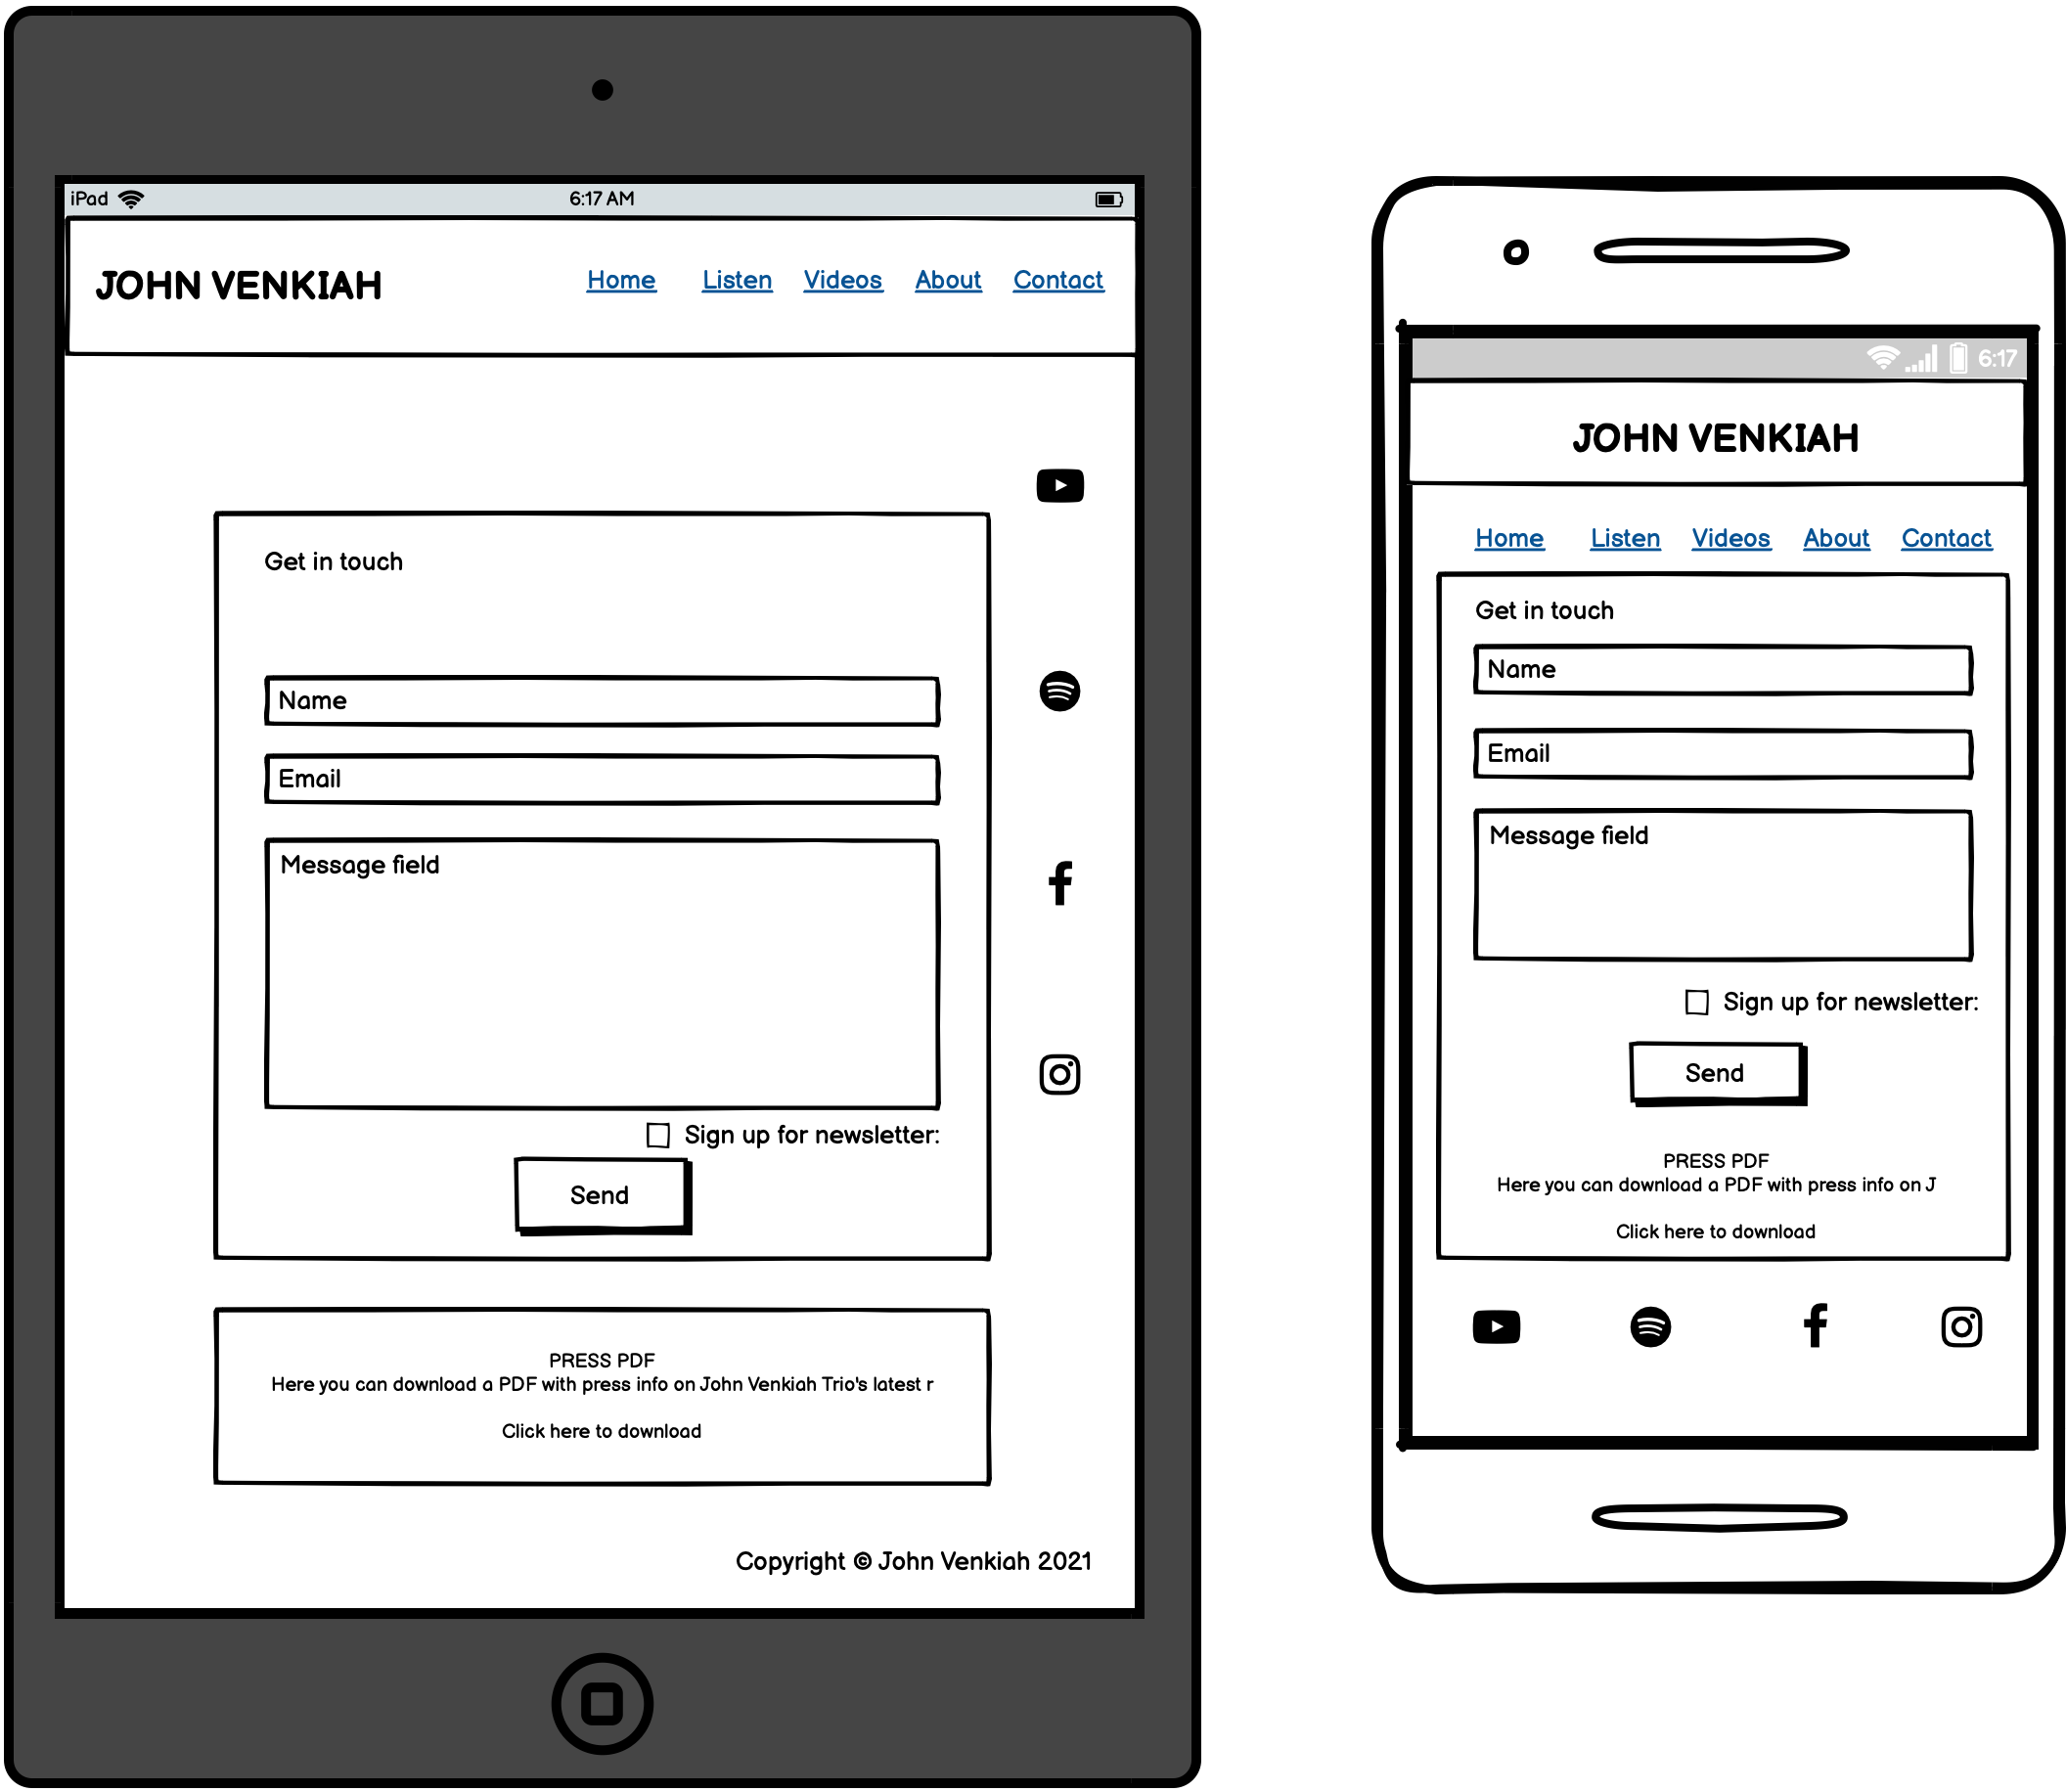 iPad 6:17 AM
JOHN VENKIAH Home Listen Videos About Contact
Get in touch
Name
Email
Message field
Sign up for newsletter:
Send
PRESS PDF
Here you can download a PDF with press info on John Venkiah Trio's latest r
Click here to download
Copyright © John Venkiah 2021
6:17
JOHN VENKIAH
Home Listen Videos About Contact
Get in touch
Name
Email
Message field
Sign up for newsletter:
Send
PRESS PDF
Here you can download a PDF with press info on J
Click here to download